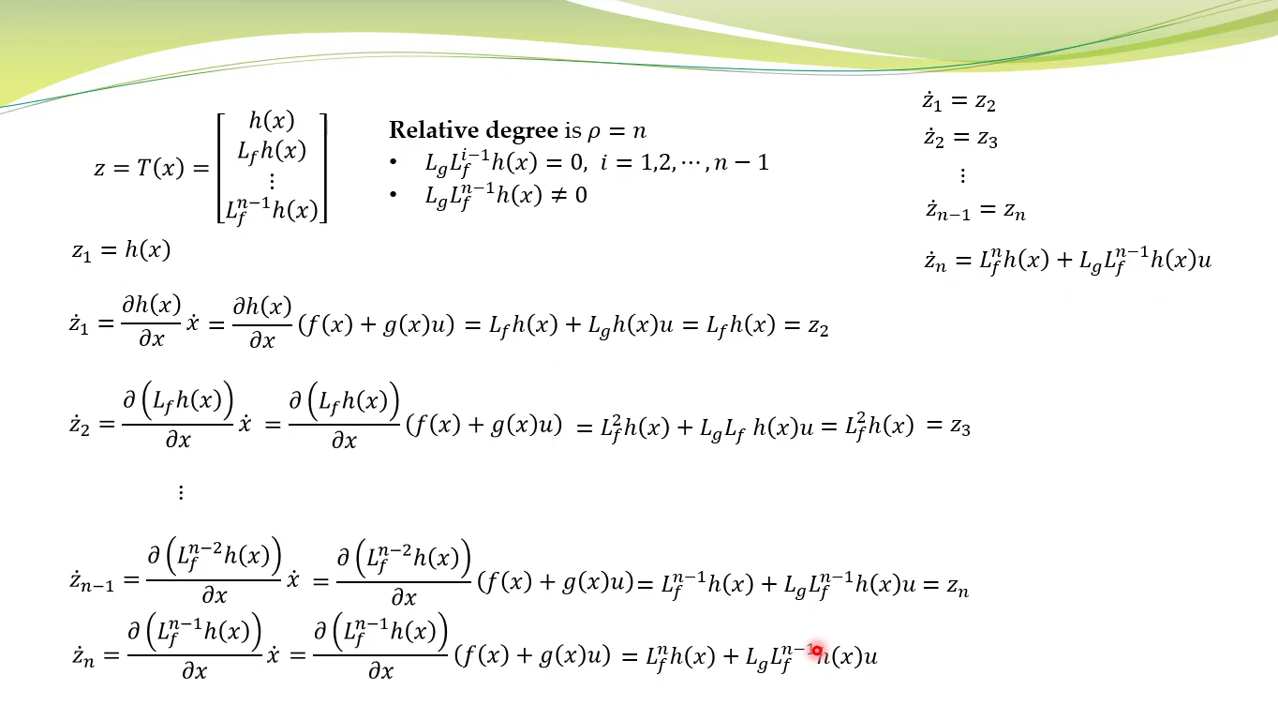 z = T(x) = [ h(x) L_f h(x) ⋮ L_f^{n−1} h(x) ]
Relative degree is ρ = n
• L_g L_f^{i−1} h(x) = 0, i = 1,2,⋯, n − 1
• L_g L_f^{n−1} h(x) ≠ 0
ż_1 = z_2
ż_2 = z_3
⋮
ż_{n−1} = z_n
ż_n = L_f^n h(x) + L_g L_f^{n−1} h(x)u
z_1 = h(x)
ż_1 = ∂h(x)/∂x ẋ = ∂h(x)/∂x (f(x) + g(x)u) = L_f h(x) + L_g h(x)u = L_f h(x) = z_2
ż_2 = ∂(L_f h(x))/∂x ẋ = ∂(L_f h(x))/∂x (f(x) + g(x)u) = L_f^2 h(x) + L_g L_f h(x)u = L_f^2 h(x) = z_3
⋮
ż_{n−1} = ∂(L_f^{n−2} h(x))/∂x ẋ = ∂(L_f^{n−2} h(x))/∂x (f(x) + g(x)u) = L_f^{n−1} h(x) + L_g L_f^{n−1} h(x)u = z_n
ż_n = ∂(L_f^{n−1} h(x))/∂x ẋ = ∂(L_f^{n−1} h(x))/∂x (f(x) + g(x)u) = L_f^n h(x) + L_g L_f^{n−1} h(x)u